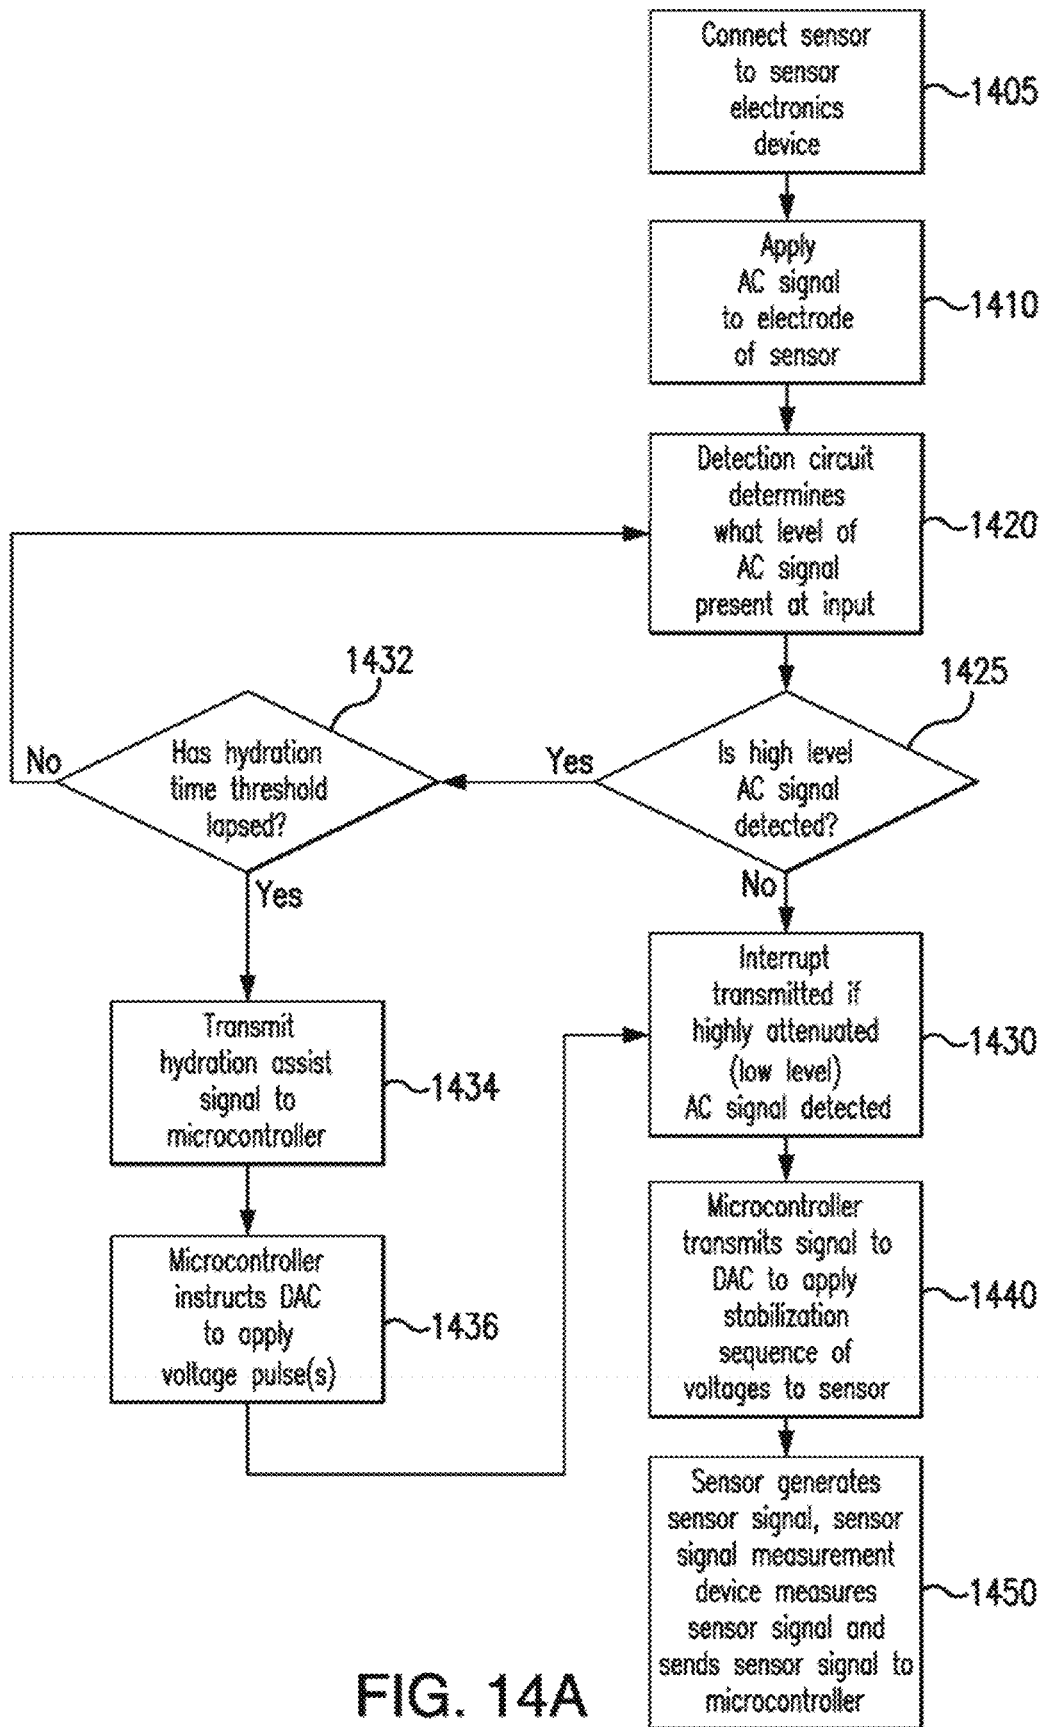 Connect sensor
to sensor
electronics
device
1405
Apply
AC signal
to electrode
of sensor
1410
Detection circuit
determines
what level of
AC signal
present at input
1420
1432
1425
No
Has hydration
time threshold
lapsed?
Yes
Is high level
AC signal
detected?
Yes
No
Transmit
hydration assist
signal to
microcontroller
1434
Interrupt
transmitted if
highly attenuated
(low level)
AC signal detected
1430
Microcontroller
instructs DAC
to apply
voltage pulse(s)
1436
Microcontroller
transmits signal to
DAC to apply
stabilization
sequence of
voltages to sensor
1440
Sensor generates
sensor signal, sensor
signal measurement
device measures
sensor signal and
sends sensor signal to
microcontroller
1450
FIG. 14A